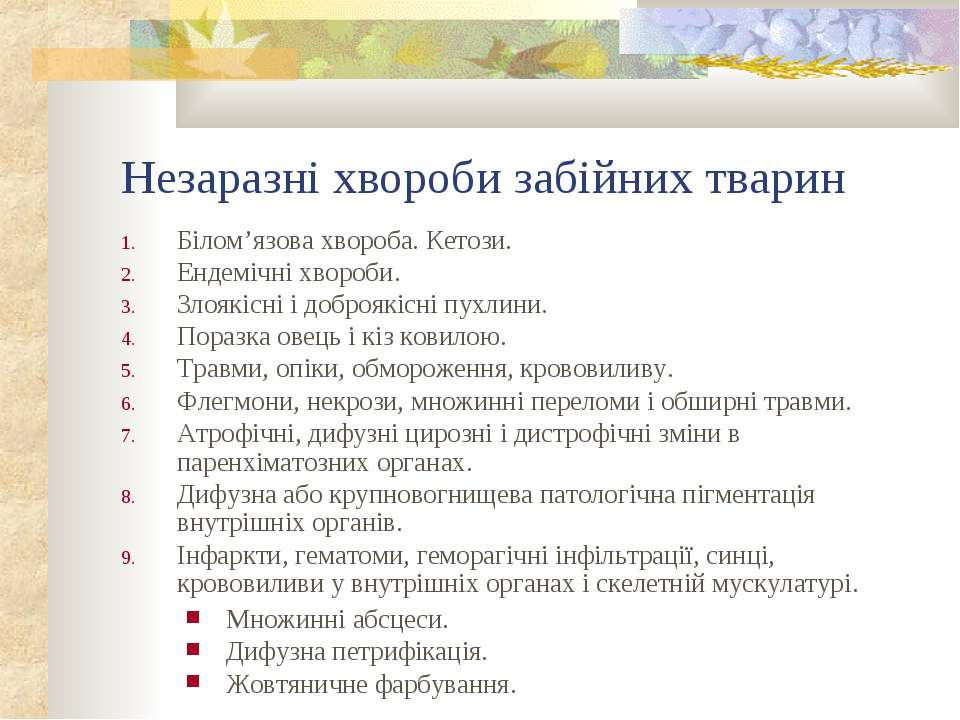 Незаразні хвороби забійних тварин
1. Білом’язова хвороба. Кетози.
2. Ендемічні хвороби.
3. Злоякісні і доброякісні пухлини.
4. Поразка овець і кіз ковилою.
5. Травми, опіки, обмороження, крововиливу.
6. Флегмони, некрози, множинні переломи і обширні травми.
7. Атрофічні, дифузні цирозні і дистрофічні зміни в
паренхіматозних органах.
8. Дифузна або крупновогнищева патологічна пігментація
внутрішніх органів.
9. Інфаркти, гематоми, геморагічні інфільтрації, синці,
крововиливи у внутрішніх органах і скелетній мускулатурі.
Множинні абсцеси.
Дифузна петрифікація.
Жовтяничне фарбування.